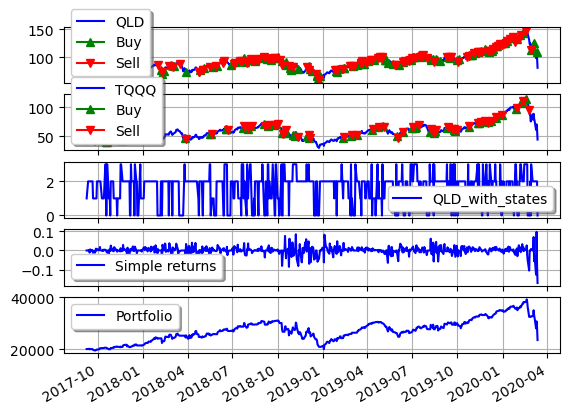 150
100
QLD
Buy
Sell
100
50
TQQQ
Buy
Sell
2
0
QLD_with_states
0.1
0.0
−0.1
Simple returns
40000
20000
Portfolio
2017-10
2018-01
2018-04
2018-07
2018-10
2019-01
2019-04
2019-07
2019-10
2020-01
2020-04